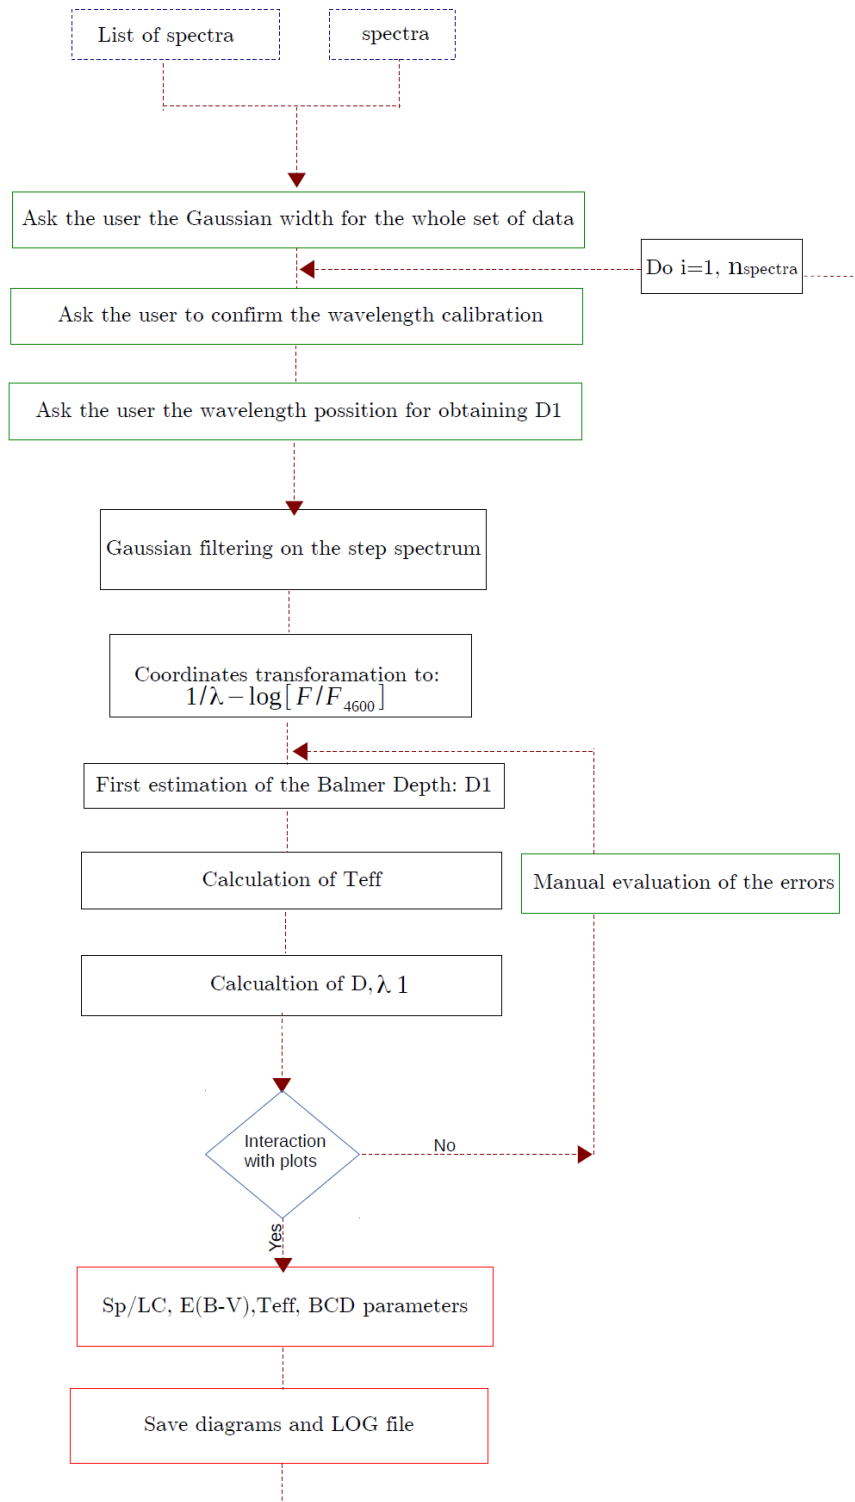 List of spectra
spectra
Ask the user the Gaussian width for the whole set of data
Do i=1, nspectra
Ask the user to confirm the wavelength calibration
Ask the user the wavelength possition for obtaining D1
Gaussian filtering on the step spectrum
Coordinates transforamation to:
1/λ−log[F/F4600]
First estimation of the Balmer Depth: D1
Calculation of Teff
Manual evaluation of the errors
Calcualtion of D,λ 1
Interaction
with plots
No
Yes
Sp/LC, E(B-V),Teff, BCD parameters
Save diagrams and LOG file